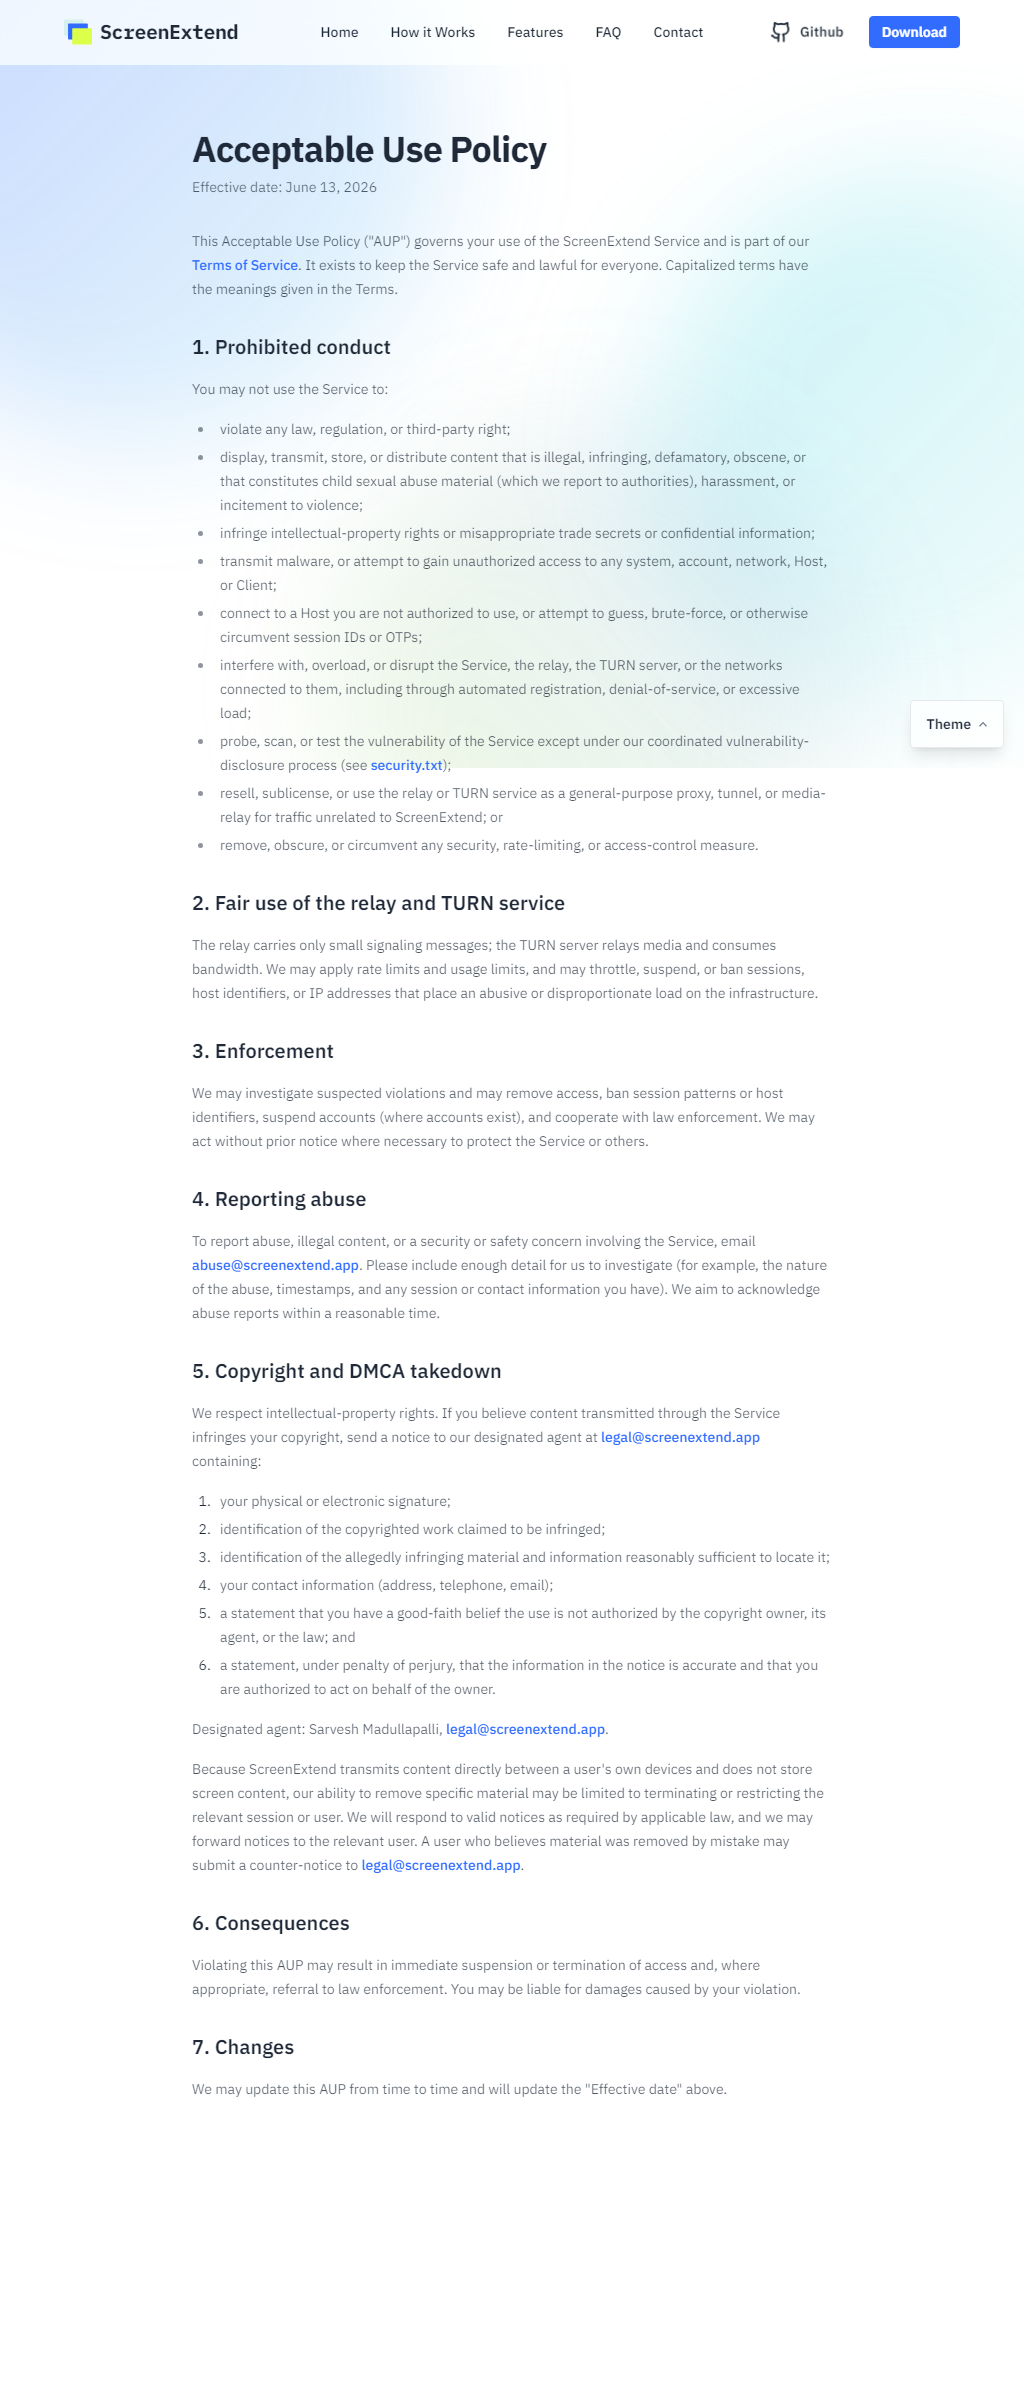 ScreenExtend
Home
How it Works
Features
FAQ
Contact
Github
Download
Acceptable Use Policy
Effective date: June 13, 2026
This Acceptable Use Policy ("AUP") governs your use of the ScreenExtend Service and is part of our
Terms of Service. It exists to keep the Service safe and lawful for everyone. Capitalized terms have
the meanings given in the Terms.
1. Prohibited conduct
You may not use the Service to:
violate any law, regulation, or third-party right;
display, transmit, store, or distribute content that is illegal, infringing, defamatory, obscene, or
that constitutes child sexual abuse material (which we report to authorities), harassment, or
incitement to violence;
infringe intellectual-property rights or misappropriate trade secrets or confidential information;
transmit malware, or attempt to gain unauthorized access to any system, account, network, Host,
or Client;
connect to a Host you are not authorized to use, or attempt to guess, brute-force, or otherwise
circumvent session IDs or OTPs;
interfere with, overload, or disrupt the Service, the relay, the TURN server, or the networks
connected to them, including through automated registration, denial-of-service, or excessive
load;
Theme
probe, scan, or test the vulnerability of the Service except under our coordinated vulnerability-
disclosure process (see security.txt);
resell, sublicense, or use the relay or TURN service as a general-purpose proxy, tunnel, or media-
relay for traffic unrelated to ScreenExtend; or
remove, obscure, or circumvent any security, rate-limiting, or access-control measure.
2. Fair use of the relay and TURN service
The relay carries only small signaling messages; the TURN server relays media and consumes
bandwidth. We may apply rate limits and usage limits, and may throttle, suspend, or ban sessions,
host identifiers, or IP addresses that place an abusive or disproportionate load on the infrastructure.
3. Enforcement
We may investigate suspected violations and may remove access, ban session patterns or host
identifiers, suspend accounts (where accounts exist), and cooperate with law enforcement. We may
act without prior notice where necessary to protect the Service or others.
4. Reporting abuse
To report abuse, illegal content, or a security or safety concern involving the Service, email
abuse@screenextend.app. Please include enough detail for us to investigate (for example, the nature
of the abuse, timestamps, and any session or contact information you have). We aim to acknowledge
abuse reports within a reasonable time.
5. Copyright and DMCA takedown
We respect intellectual-property rights. If you believe content transmitted through the Service
infringes your copyright, send a notice to our designated agent at legal@screenextend.app
containing:
1. your physical or electronic signature;
2. identification of the copyrighted work claimed to be infringed;
3. identification of the allegedly infringing material and information reasonably sufficient to locate it;
4. your contact information (address, telephone, email);
5. a statement that you have a good-faith belief the use is not authorized by the copyright owner, its
agent, or the law; and
6. a statement, under penalty of perjury, that the information in the notice is accurate and that you
are authorized to act on behalf of the owner.
Designated agent: Sarvesh Madullapalli, legal@screenextend.app.
Because ScreenExtend transmits content directly between a user's own devices and does not store
screen content, our ability to remove specific material may be limited to terminating or restricting the
relevant session or user. We will respond to valid notices as required by applicable law, and we may
forward notices to the relevant user. A user who believes material was removed by mistake may
submit a counter-notice to legal@screenextend.app.
6. Consequences
Violating this AUP may result in immediate suspension or termination of access and, where
appropriate, referral to law enforcement. You may be liable for damages caused by your violation.
7. Changes
We may update this AUP from time to time and will update the "Effective date" above.